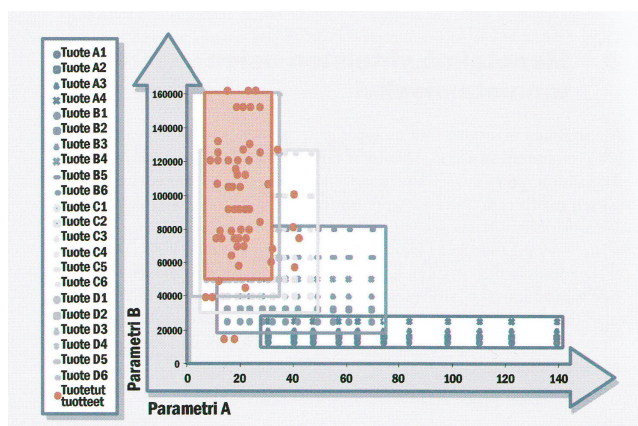 Tuote A1
Tuote A2
Tuote A3
Tuote A4
Tuote B1
Tuote B2
Tuote B3
Tuote B4
Tuote B5
Tuote B6
Tuote C1
Tuote C2
Tuote C3
Tuote C4
Tuote C5
Tuote C6
Tuote D1
Tuote D2
Tuote D3
Tuote D4
Tuote D5
Tuote D6
Tuotetut
tuotteet
Parametri B
160000
140000
120000
100000
80000
60000
40000
20000
0
0 20 40 60 80 100 120 140
Parametri A